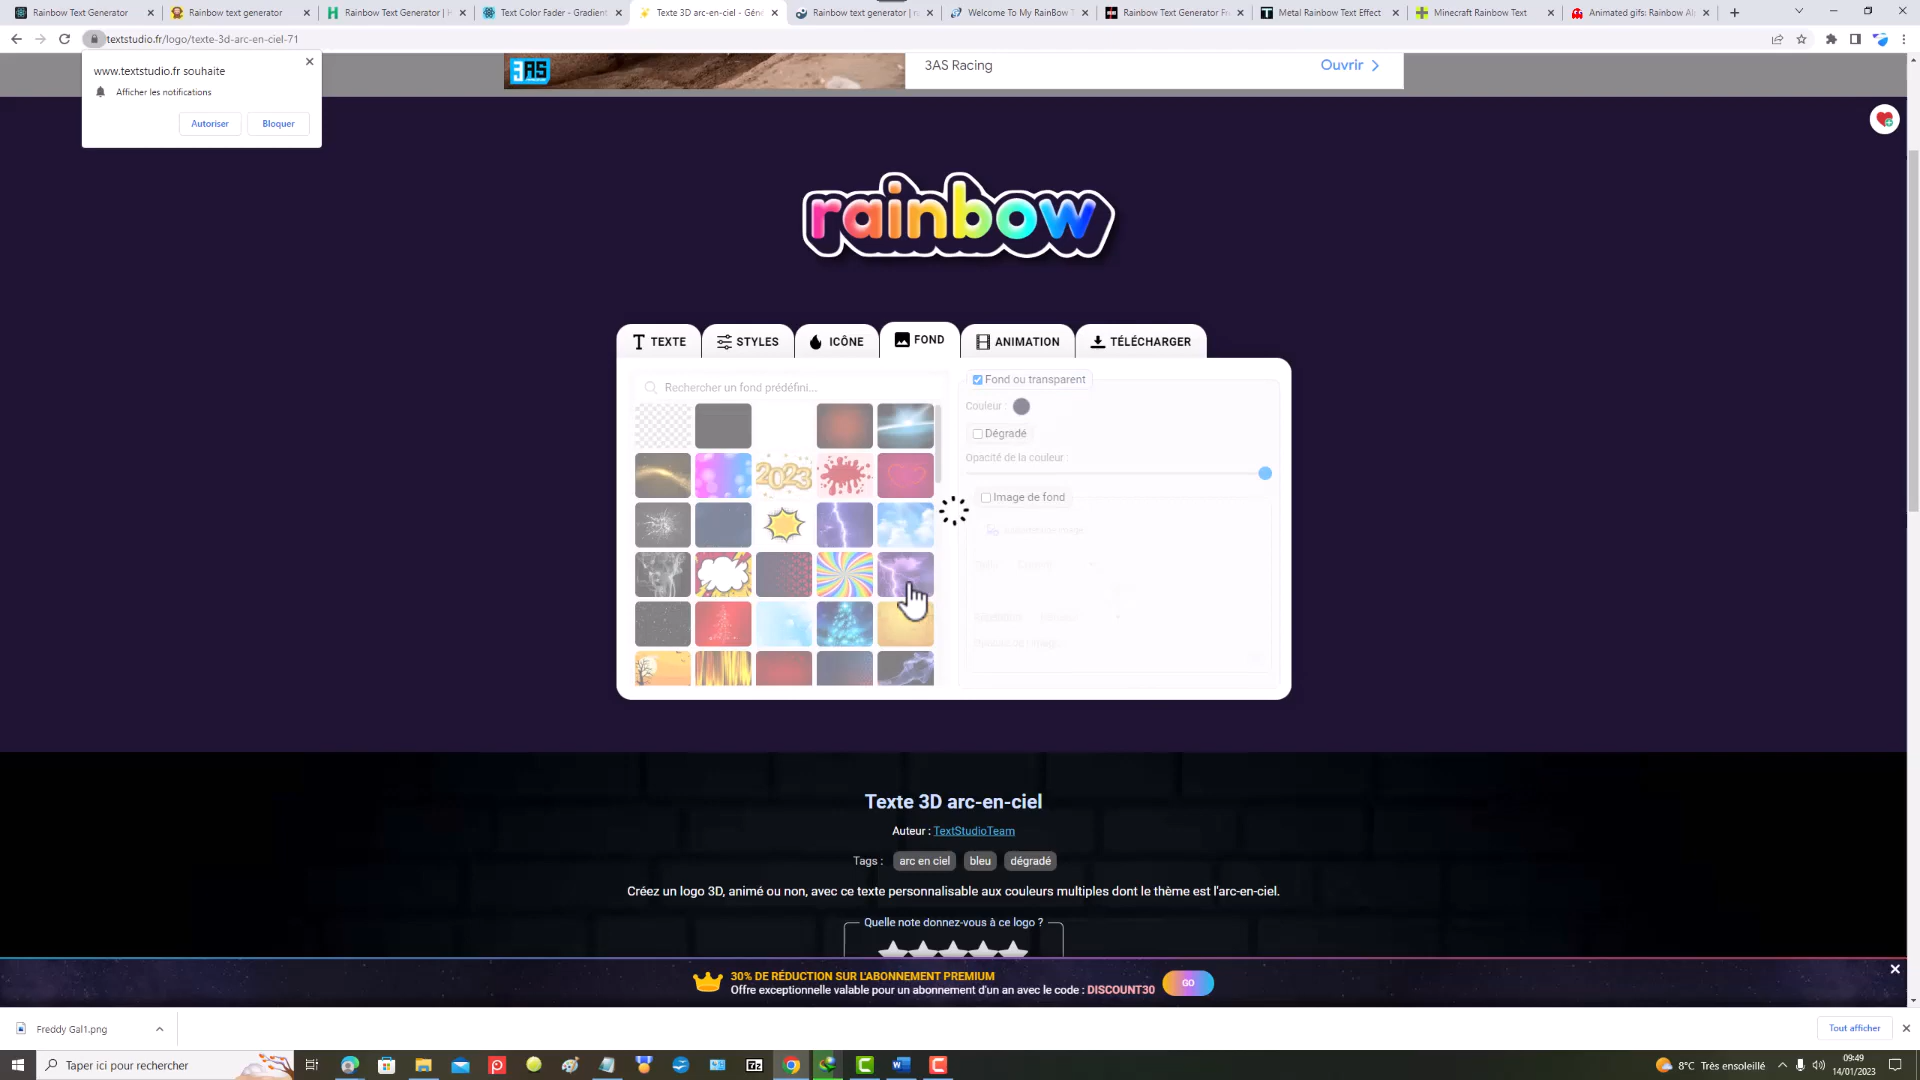 Rainbow Text Generator
Rainbow text generator
Rainbow Text Generator |
Text Color Fader - Gradient
Texte 3D arc-en-ciel - Géné
Rainbow text generator |
Welcome To My RainBow
Rainbow Text Generator
Metal Rainbow Text Effect
Minecraft Rainbow Text
Animated gifs: Rainbow
textstudio.fr/logo/texte-3d-arc-en-ciel-71
www.textstudio.fr souhaite
Afficher les notifications
Autoriser
Bloquer
3AS
3AS Racing
Ouvrir
rainbow
TEXTE
STYLES
ICÔNE
FOND
ANIMATION
TÉLÉCHARGER
Rechercher un fond prédéfini...
Fond ou transparent
Couleur :
Dégradé
Opacité de la couleur :
Image de fond
2023
Texte 3D arc-en-ciel
Auteur : TextStudioTeam
Tags : arc en ciel bleu dégradé
Créez un logo 3D, animé ou non, avec ce texte personnalisable aux couleurs multiples dont le thème est l'arc-en-ciel.
Quelle note donnez-vous à ce logo ?
30% DE RÉDUCTION SUR L'ABONNEMENT PREMIUM
Offre exceptionnelle valable pour un abonnement d'un an avec le code : DISCOUNT30
GO
Freddy Gal1.png
Tout afficher
Taper ici pour rechercher
7z
8°C Très ensoleillé
09:49
14/01/2023